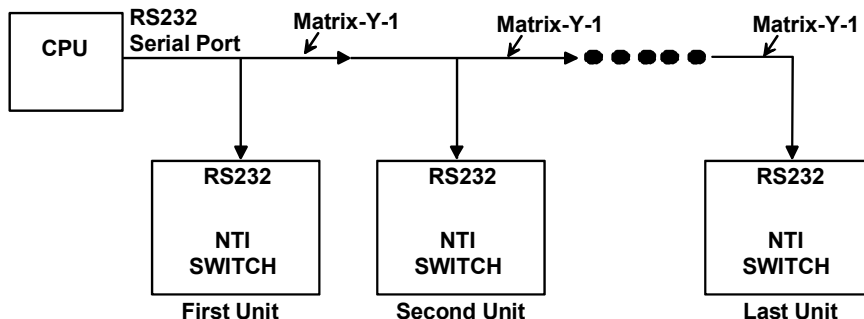 CPU
RS232
Serial Port
Matrix-Y-1
Matrix-Y-1
Matrix-Y-1
RS232
NTI
SWITCH
First Unit
RS232
NTI
SWITCH
Second Unit
RS232
NTI
SWITCH
Last Unit